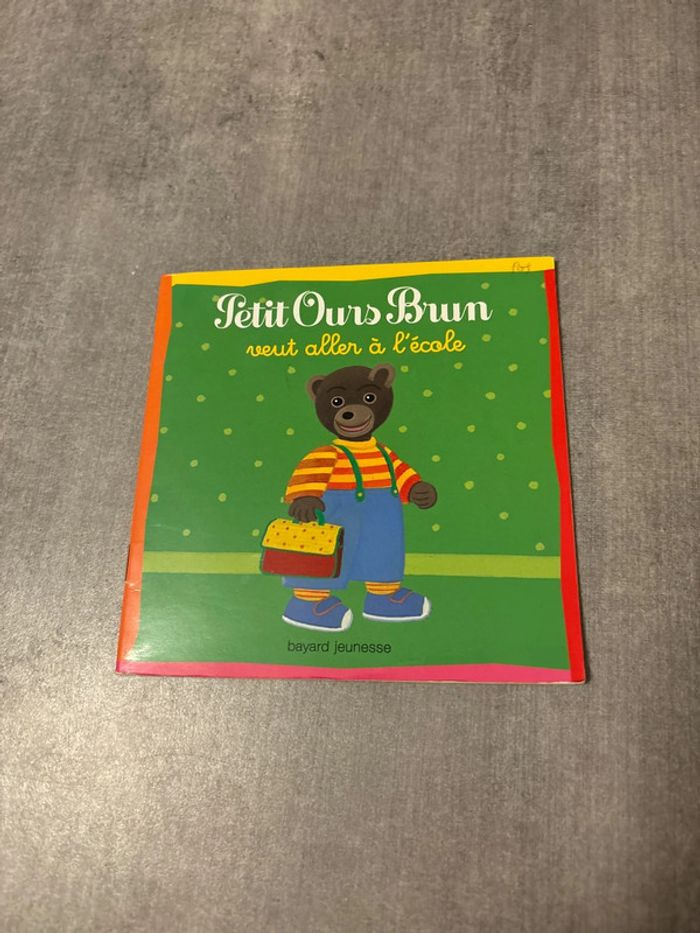 Petit Ours Brun
veut aller à l'école
bayard jeunesse